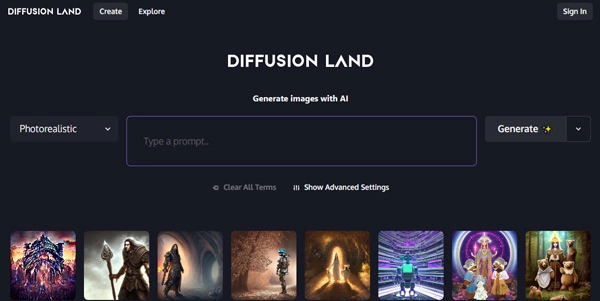 DIFFUSION LAND Create Explore Sign In
DIFFUSION LAND
Generate images with AI
Photorealistic Type a prompt.. Generate
Clear All Terms Show Advanced Settings